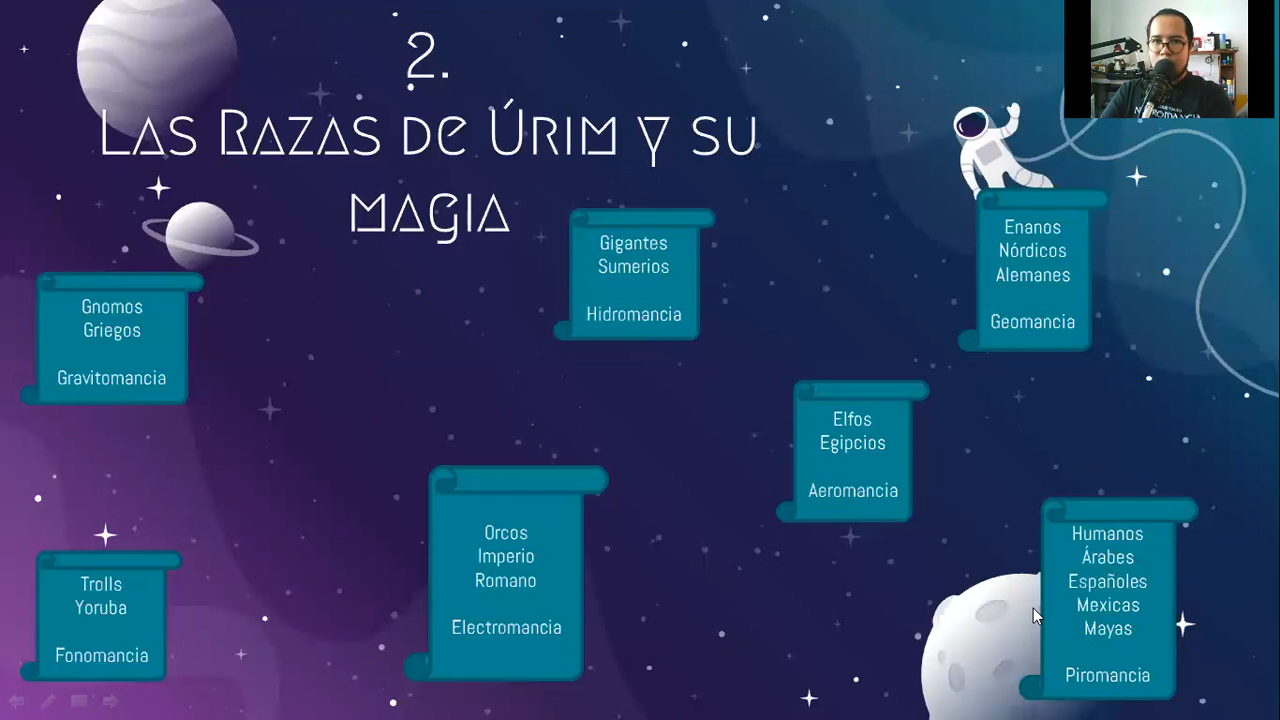 2.
Las Razas de Úrim y su
magia
Gigantes
Sumerios
Hidromancia
Enanos
Nórdicos
Alemanes
Geomancia
Gnomos
Griegos
Gravitomancia
Elfos
Egipcios
Aeromancia
Trolls
Yoruba
Fonomancia
Orcos
Imperio
Romano
Electromancia
Humanos
Árabes
Españoles
Mexicas
Mayas
Piromancia